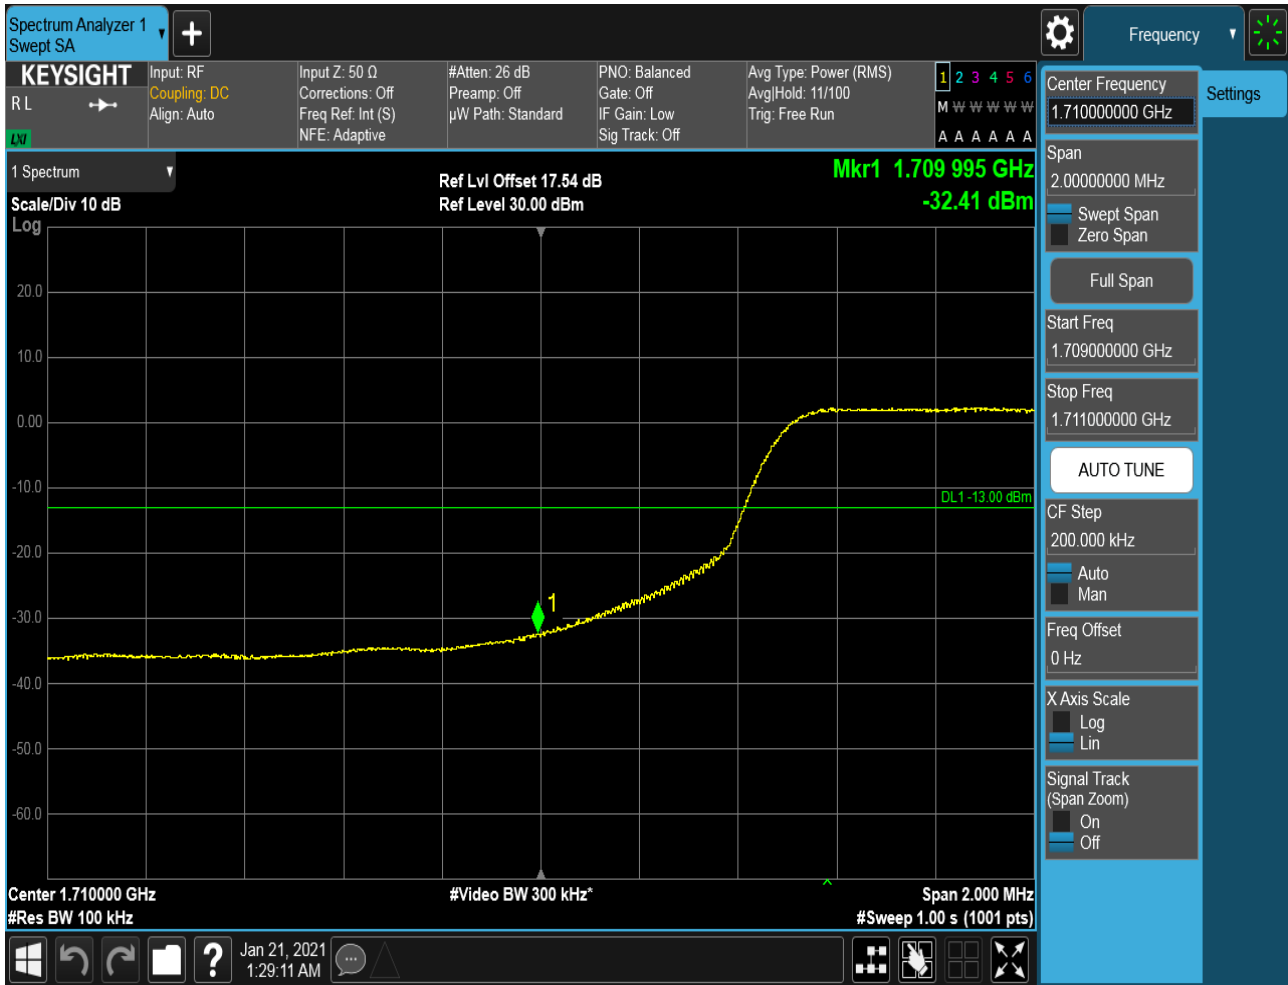 Spectrum Analyzer 1
Swept SA
Frequency
KEYSIGHT
R L
LXI
Input: RF
Coupling: DC
Align: Auto
Input Z: 50 Ω
Corrections: Off
Freq Ref: Int (S)
NFE: Adaptive
#Atten: 26 dB
Preamp: Off
µW Path: Standard
PNO: Balanced
Gate: Off
IF Gain: Low
Sig Track: Off
Avg Type: Power (RMS)
Avg|Hold: 11/100
Trig: Free Run
1 2 3 4 5 6
M W W W W W
A A A A A A
1 Spectrum
Scale/Div 10 dB
Log
Ref Lvl Offset 17.54 dB
Ref Level 30.00 dBm
Mkr1 1.709 995 GHz
-32.41 dBm
20.0
10.0
0.00
-10.0
-20.0
-30.0
-40.0
-50.0
-60.0
DL1 -13.00 dBm
1
Center 1.710000 GHz
#Res BW 100 kHz
#Video BW 300 kHz*
Span 2.000 MHz
#Sweep 1.00 s (1001 pts)
Jan 21, 2021
1:29:11 AM
?
Settings
Center Frequency
1.710000000 GHz
Span
2.00000000 MHz
Swept Span
Zero Span
Full Span
Start Freq
1.709000000 GHz
Stop Freq
1.711000000 GHz
AUTO TUNE
CF Step
200.000 kHz
Auto
Man
Freq Offset
0 Hz
X Axis Scale
Log
Lin
Signal Track
(Span Zoom)
On
Off